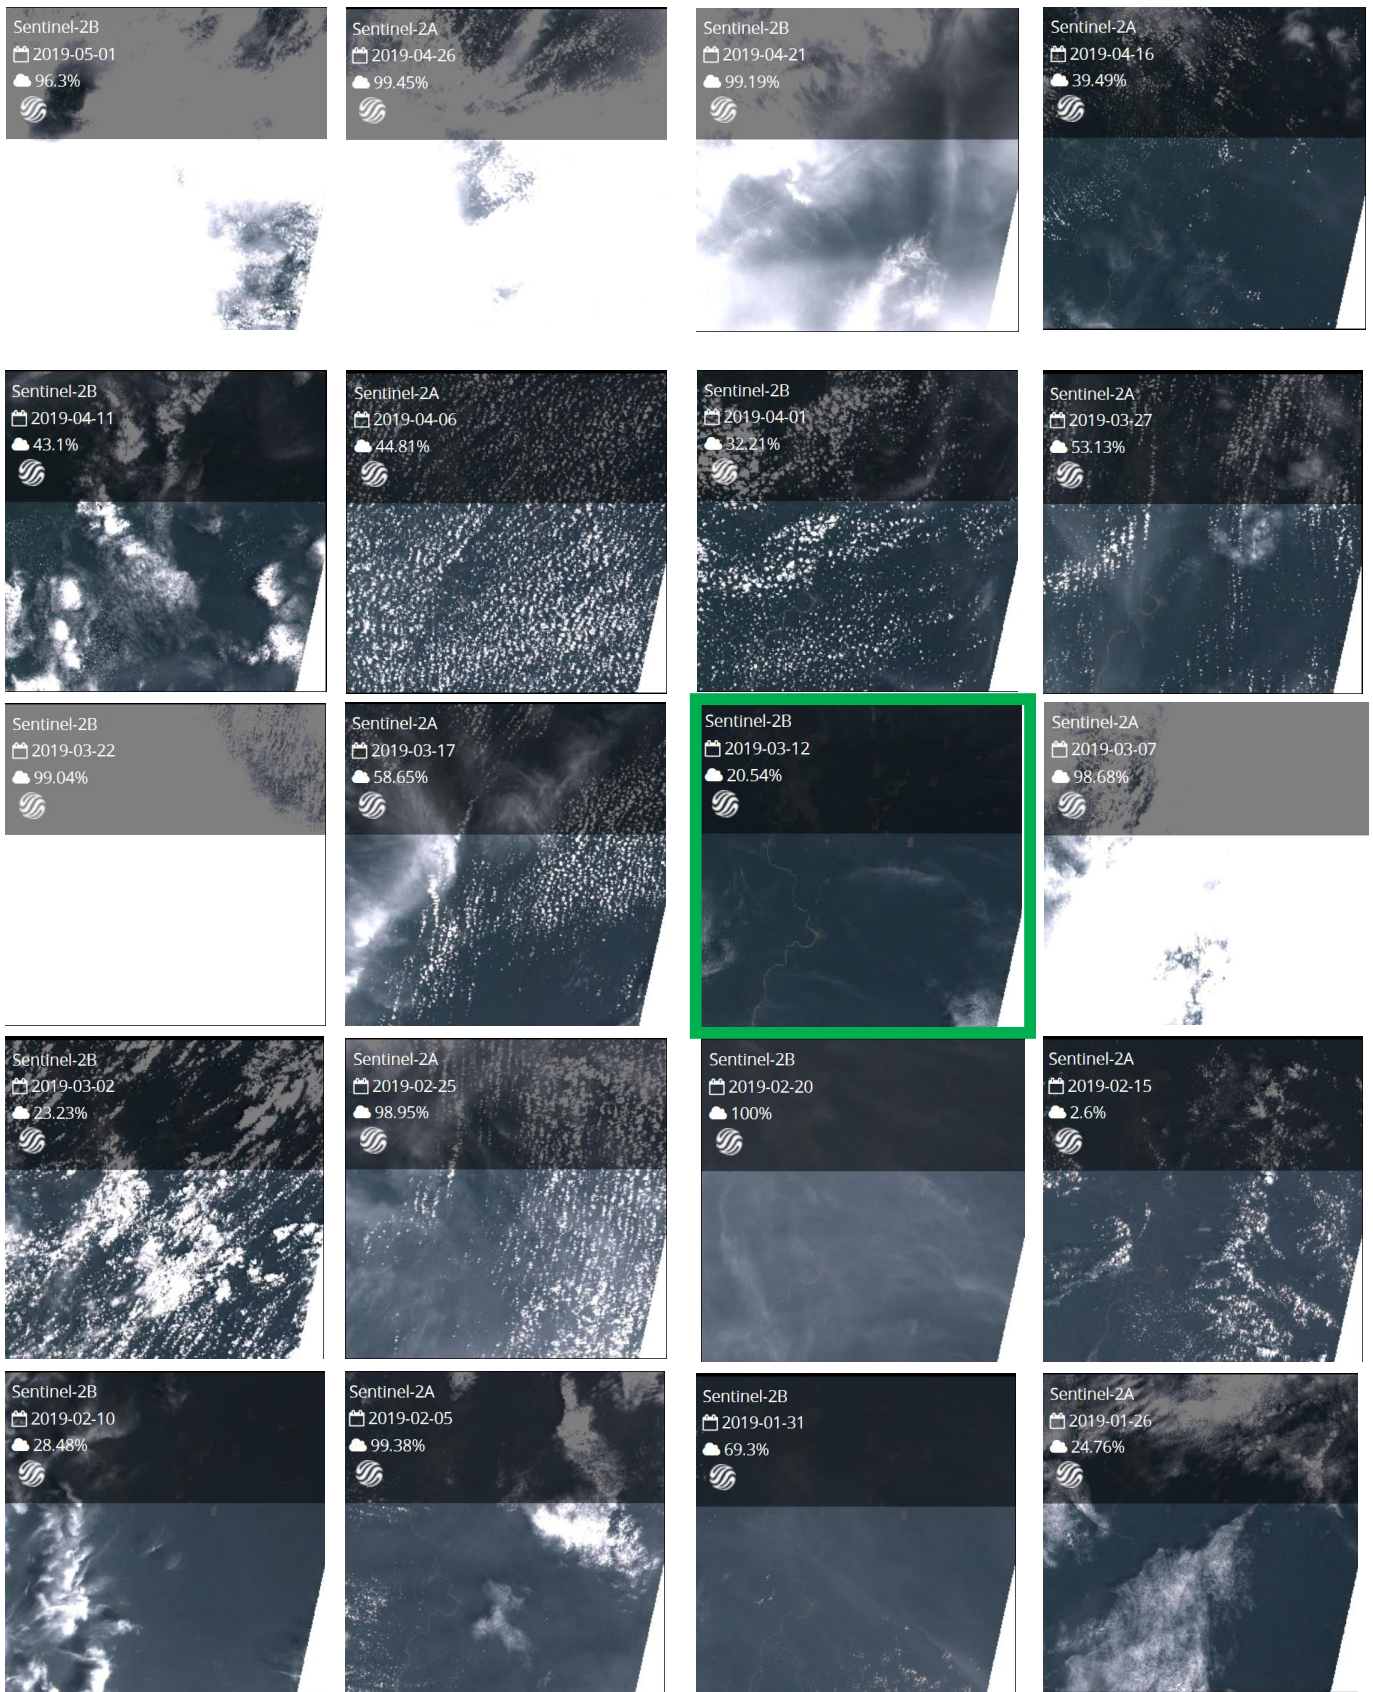 Sentinel-2B
2019-05-01
96.3%
Sentinel-2A
2019-04-26
99.45%
Sentinel-2B
2019-04-21
99.19%
Sentinel-2A
2019-04-16
39.49%
Sentinel-2B
2019-04-11
43.1%
Sentinel-2A
2019-04-06
44.81%
Sentinel-2B
2019-04-01
32.21%
Sentinel-2A
2019-03-27
53.13%
Sentinel-2B
2019-03-22
99.04%
Sentinel-2A
2019-03-17
58.65%
Sentinel-2B
2019-03-12
20.54%
Sentinel-2A
2019-03-07
98.68%
Sentinel-2B
2019-03-02
23.23%
Sentinel-2A
2019-02-25
98.95%
Sentinel-2B
2019-02-20
100%
Sentinel-2A
2019-02-15
2.6%
Sentinel-2B
2019-02-10
28.48%
Sentinel-2A
2019-02-05
99.38%
Sentinel-2B
2019-01-31
69.3%
Sentinel-2A
2019-01-26
24.76%